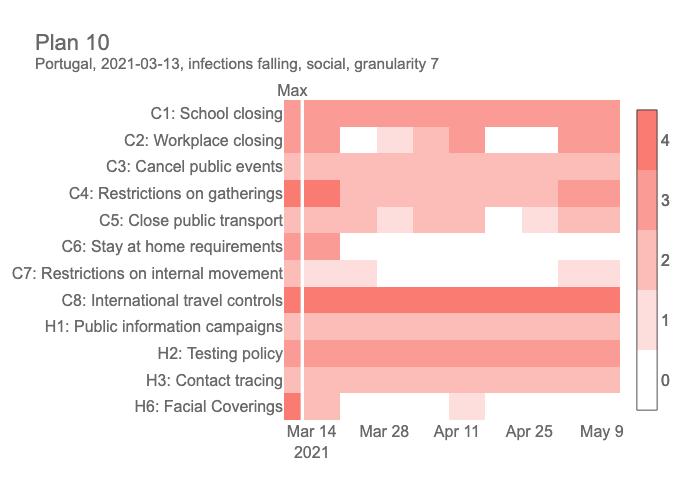 Plan 10
Portugal, 2021-03-13, infections falling, social, granularity 7
Max
C1: School closing
C2: Workplace closing
C3: Cancel public events
C4: Restrictions on gatherings
C5: Close public transport
C6: Stay at home requirements
C7: Restrictions on internal movement
C8: International travel controls
H1: Public information campaigns
H2: Testing policy
H3: Contact tracing
H6: Facial Coverings
Mar 14 Mar 28 Apr 11 Apr 25 May 9
2021
4
3
2
1
0